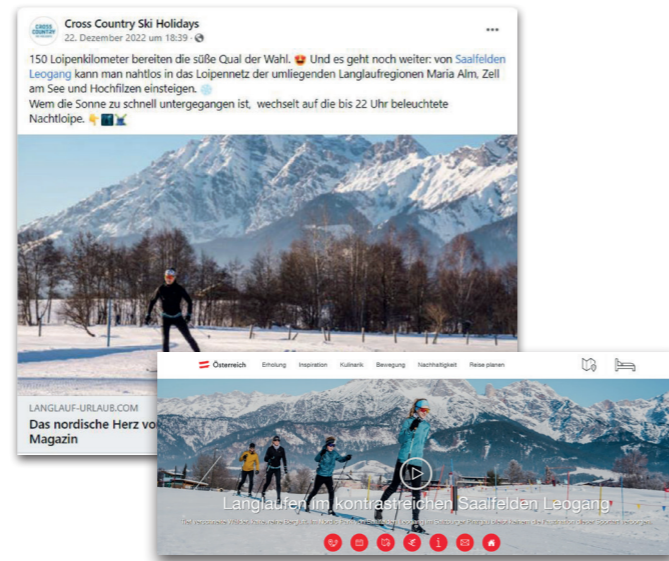 CROSS COUNTRY
Cross Country Ski Holidays
22. Dezember 2022 um 18:39 ·
150 Loipenkilometer bereiten die süße Qual der Wahl. Und es geht noch weiter: von Saalfelden
Leogang kann man nahtlos in das Loipennetz der umliegenden Langlaufregionen Maria Alm, Zell
am See und Hochfilzen einsteigen.
Wem die Sonne zu schnell untergegangen ist, wechselt auf die bis 22 Uhr beleuchtete
Nachtloipe.
LANGLAUF-URLAUB.COM
Das nordische Herz vo
Magazin
Österreich Erholung Inspiration Kulinarik Bewegung Nachhaltigkeit Reise planen
Langlaufen im kontrastreichen Saalfelden Leogang